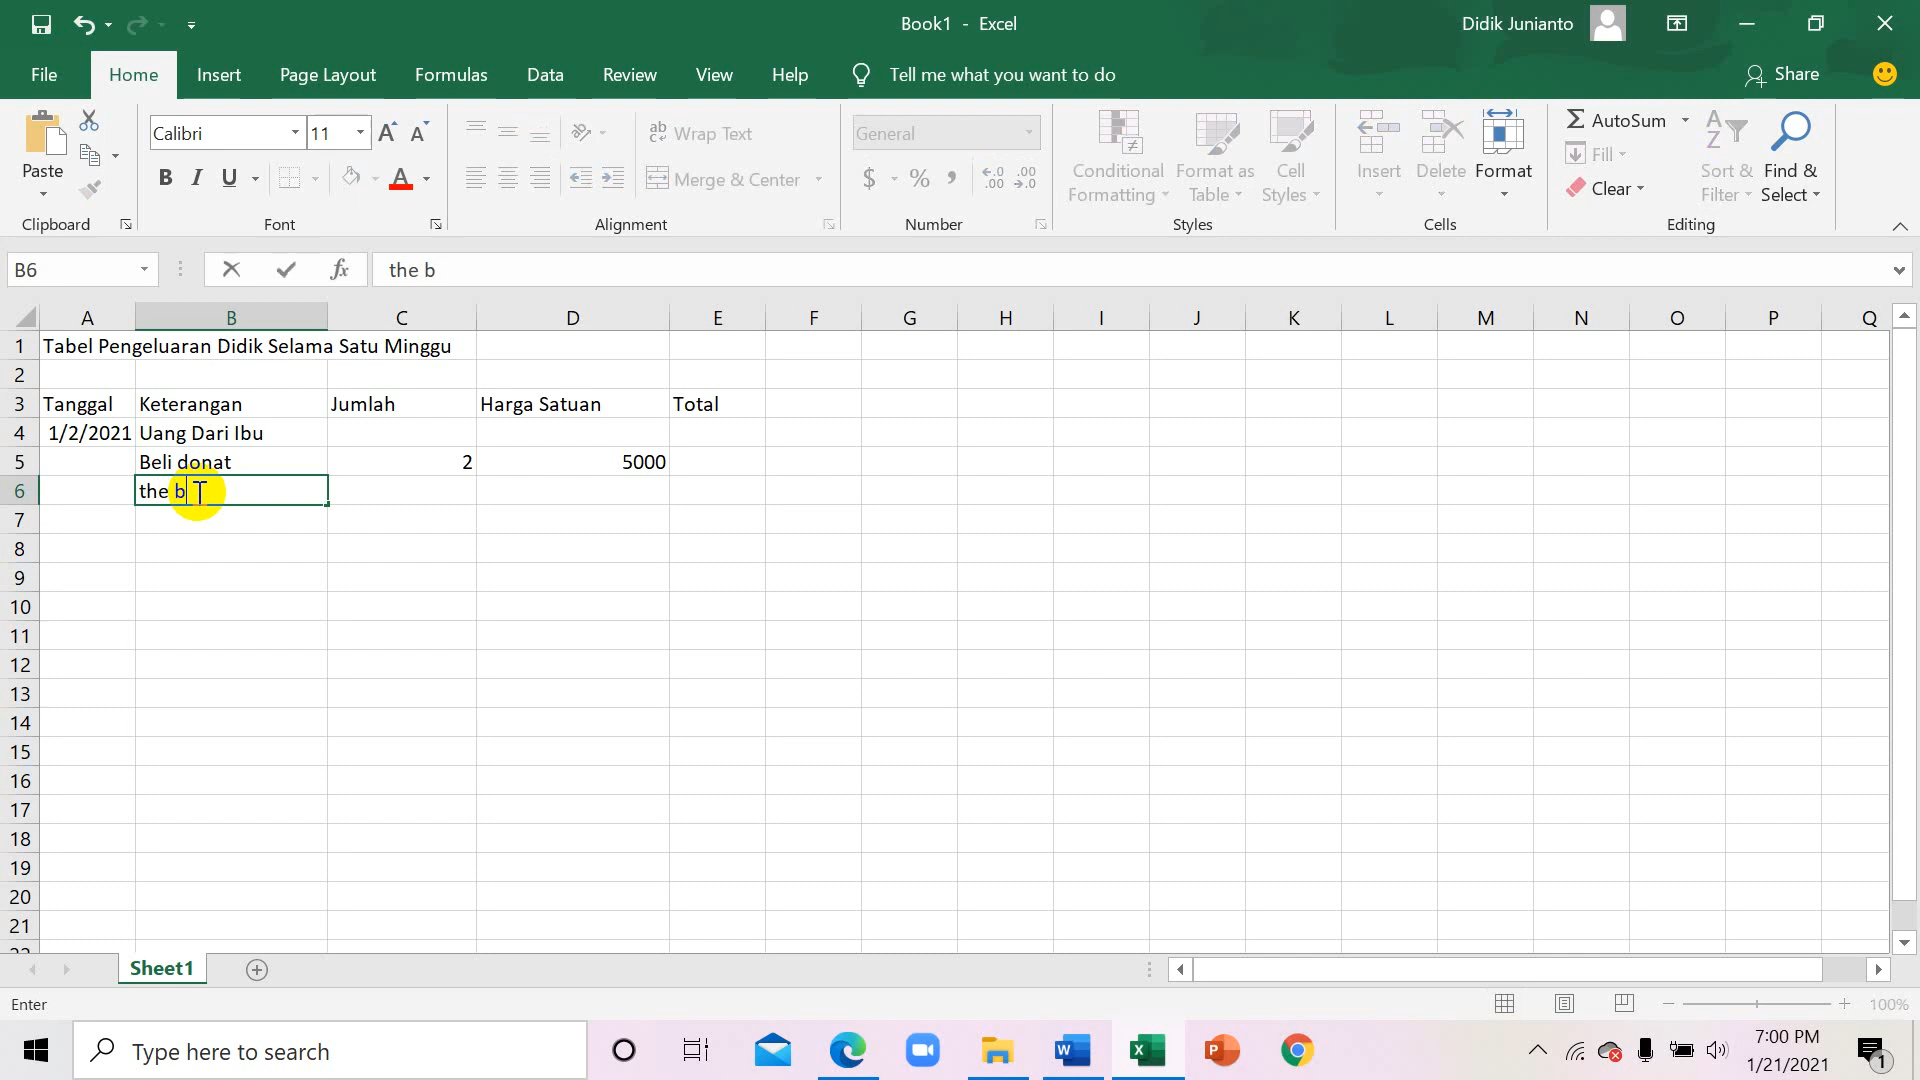 Book1 - Excel
Didik Junianto
File Home Insert Page Layout Formulas Data Review View Help Tell me what you want to do Share
Paste
Clipboard
Calibri 11
B I U
Font
ab Wrap Text
Merge & Center
Alignment
General
$ % ,
Number
Conditional Formatting
Format as Table
Cell Styles
Styles
Insert Delete Format
Cells
AutoSum
Fill
Clear
Sort & Filter
Find & Select
Editing
B6 fx the b
A B C D E F G H I J K L M N O P Q
1 Tabel Pengeluaran Didik Selama Satu Minggu
2
3 Tanggal Keterangan Jumlah Harga Satuan Total
4 1/2/2021 Uang Dari Ibu
5 Beli donat 2 5000
6 the b
7
8
9
10
11
12
13
14
15
16
17
18
19
20
21
Sheet1
Enter
100%
Type here to search
7:00 PM
1/21/2021
1